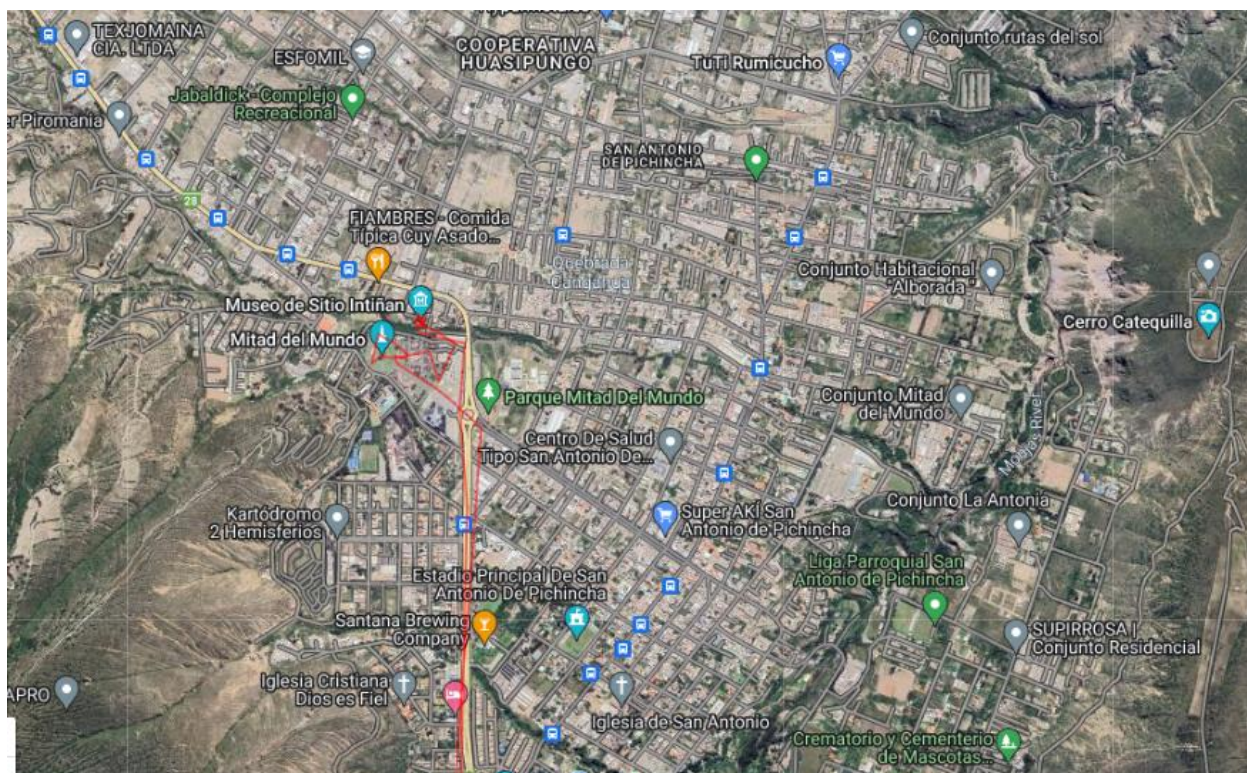 TEXJOMAINA
CIA. LTDA
ESFOMIL
COOPERATIVA
HUASIPUNGO
TuTi Rumicucho
Conjunto rutas del sol
Jabaldick - Complejo
Recreacional
er Piromania
SAN ANTONIO
DE PICHINCHA
28
FIAMBRES - Comida
Típica Cuy Asado...
Quebrada
Conjunto Habitacional
"Alborada"
Museo de Sitio Intiñan
Cerro Catequilla
Mitad del Mundo
Parque Mitad Del Mundo
Conjunto Mitad
del Mundo
Centro De Salud
Tipo San Antonio De...
River
Kartódromo
2 Hemisferios
Super AKÍ San
Antonio de Pichincha
Conjunto La Antonia
Estadio Principal De San
Antonio De Pichincha
Liga Parroquial San
Antonio de Pichincha
Santana Brewing
Company
SUPIRROSA |
Conjunto Residencial
APRO
Iglesia Cristiana
Dios es Fiel
Iglesia de San Antonio
Crematorio y Cementerio
de Mascotas...